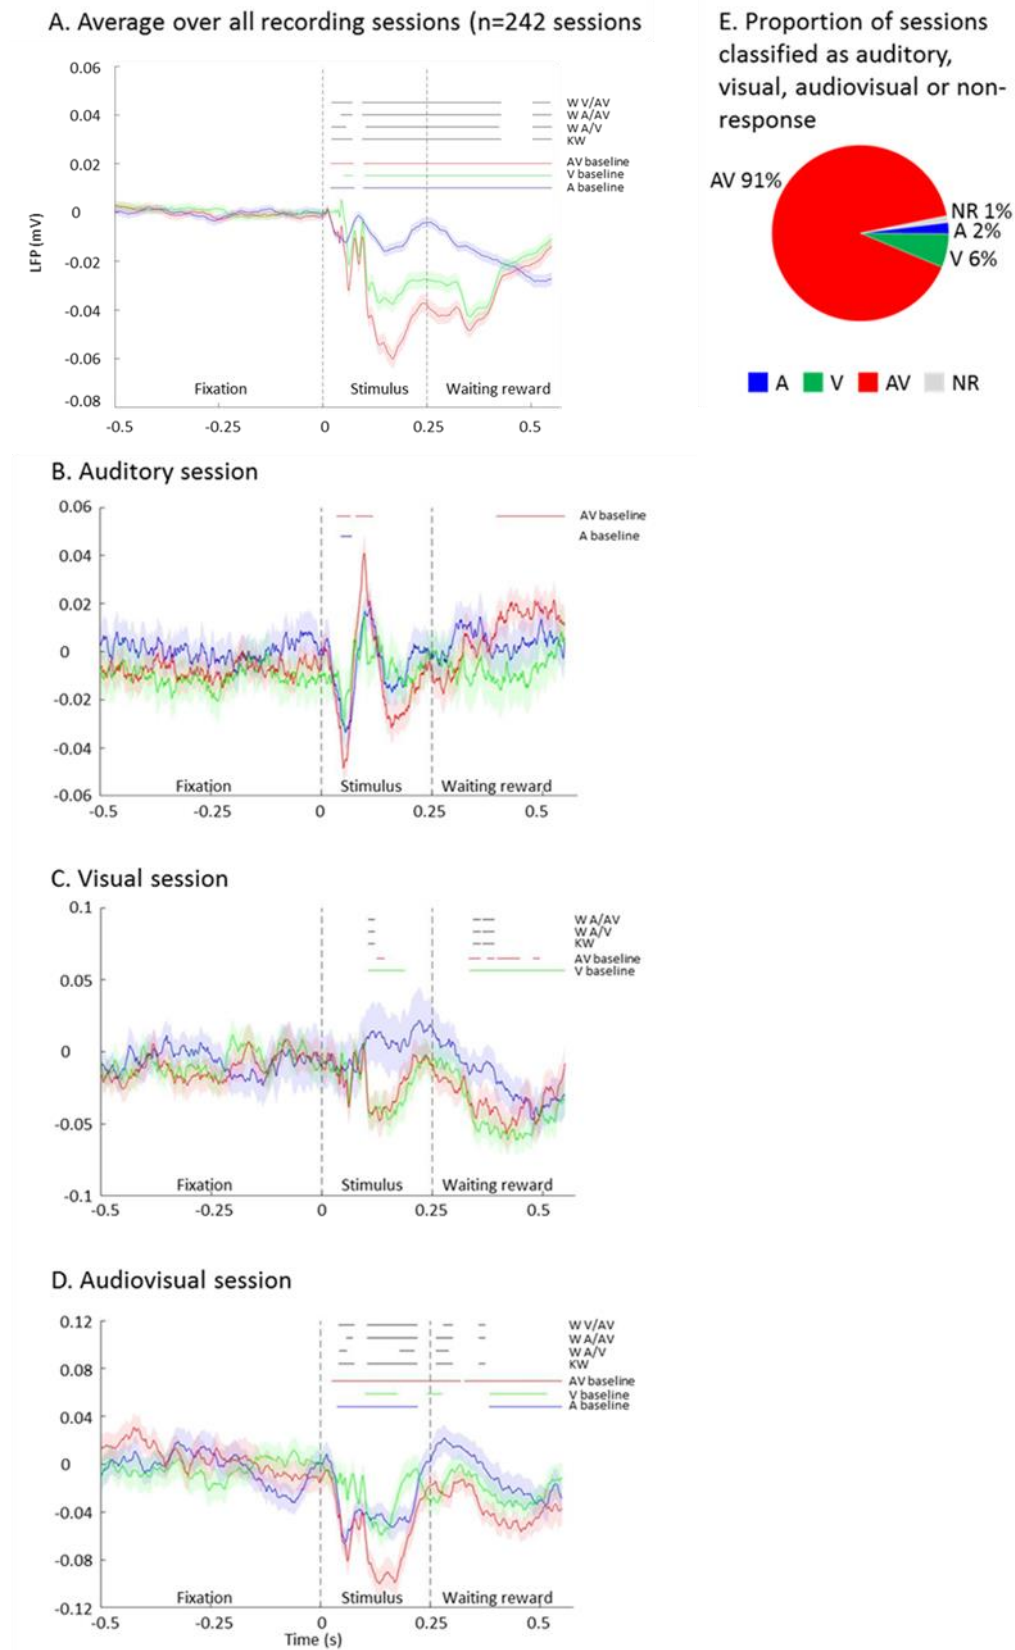 A. Average over all recording sessions (n=242 sessions
0.06
0.04
0.02
0
-0.02
-0.04
-0.06
-0.08
LFP (mV)
W V/AV
W A/AV
W A/V
KW
AV baseline
V baseline
A baseline
Fixation
Stimulus
Waiting reward
-0.5
-0.25
0
0.25
0.5
E. Proportion of sessions
classified as auditory,
visual, audiovisual or non-
response
AV 91%
NR 1%
A 2%
V 6%
A
V
AV
NR
B. Auditory session
0.06
0.04
0.02
0
-0.02
-0.04
-0.06
AV baseline
A baseline
Fixation
Stimulus
Waiting reward
-0.5
-0.25
0
0.25
0.5
C. Visual session
0.1
0.05
0
-0.05
-0.1
W A/AV
W A/V
KW
AV baseline
V baseline
Fixation
Stimulus
Waiting reward
-0.5
-0.25
0
0.25
0.5
D. Audiovisual session
0.12
0.08
0.04
0
-0.04
-0.08
-0.12
W V/AV
W A/AV
W A/V
KW
AV baseline
V baseline
A baseline
Fixation
Stimulus
Waiting reward
-0.5
-0.25
0
0.25
0.5
Time (s)